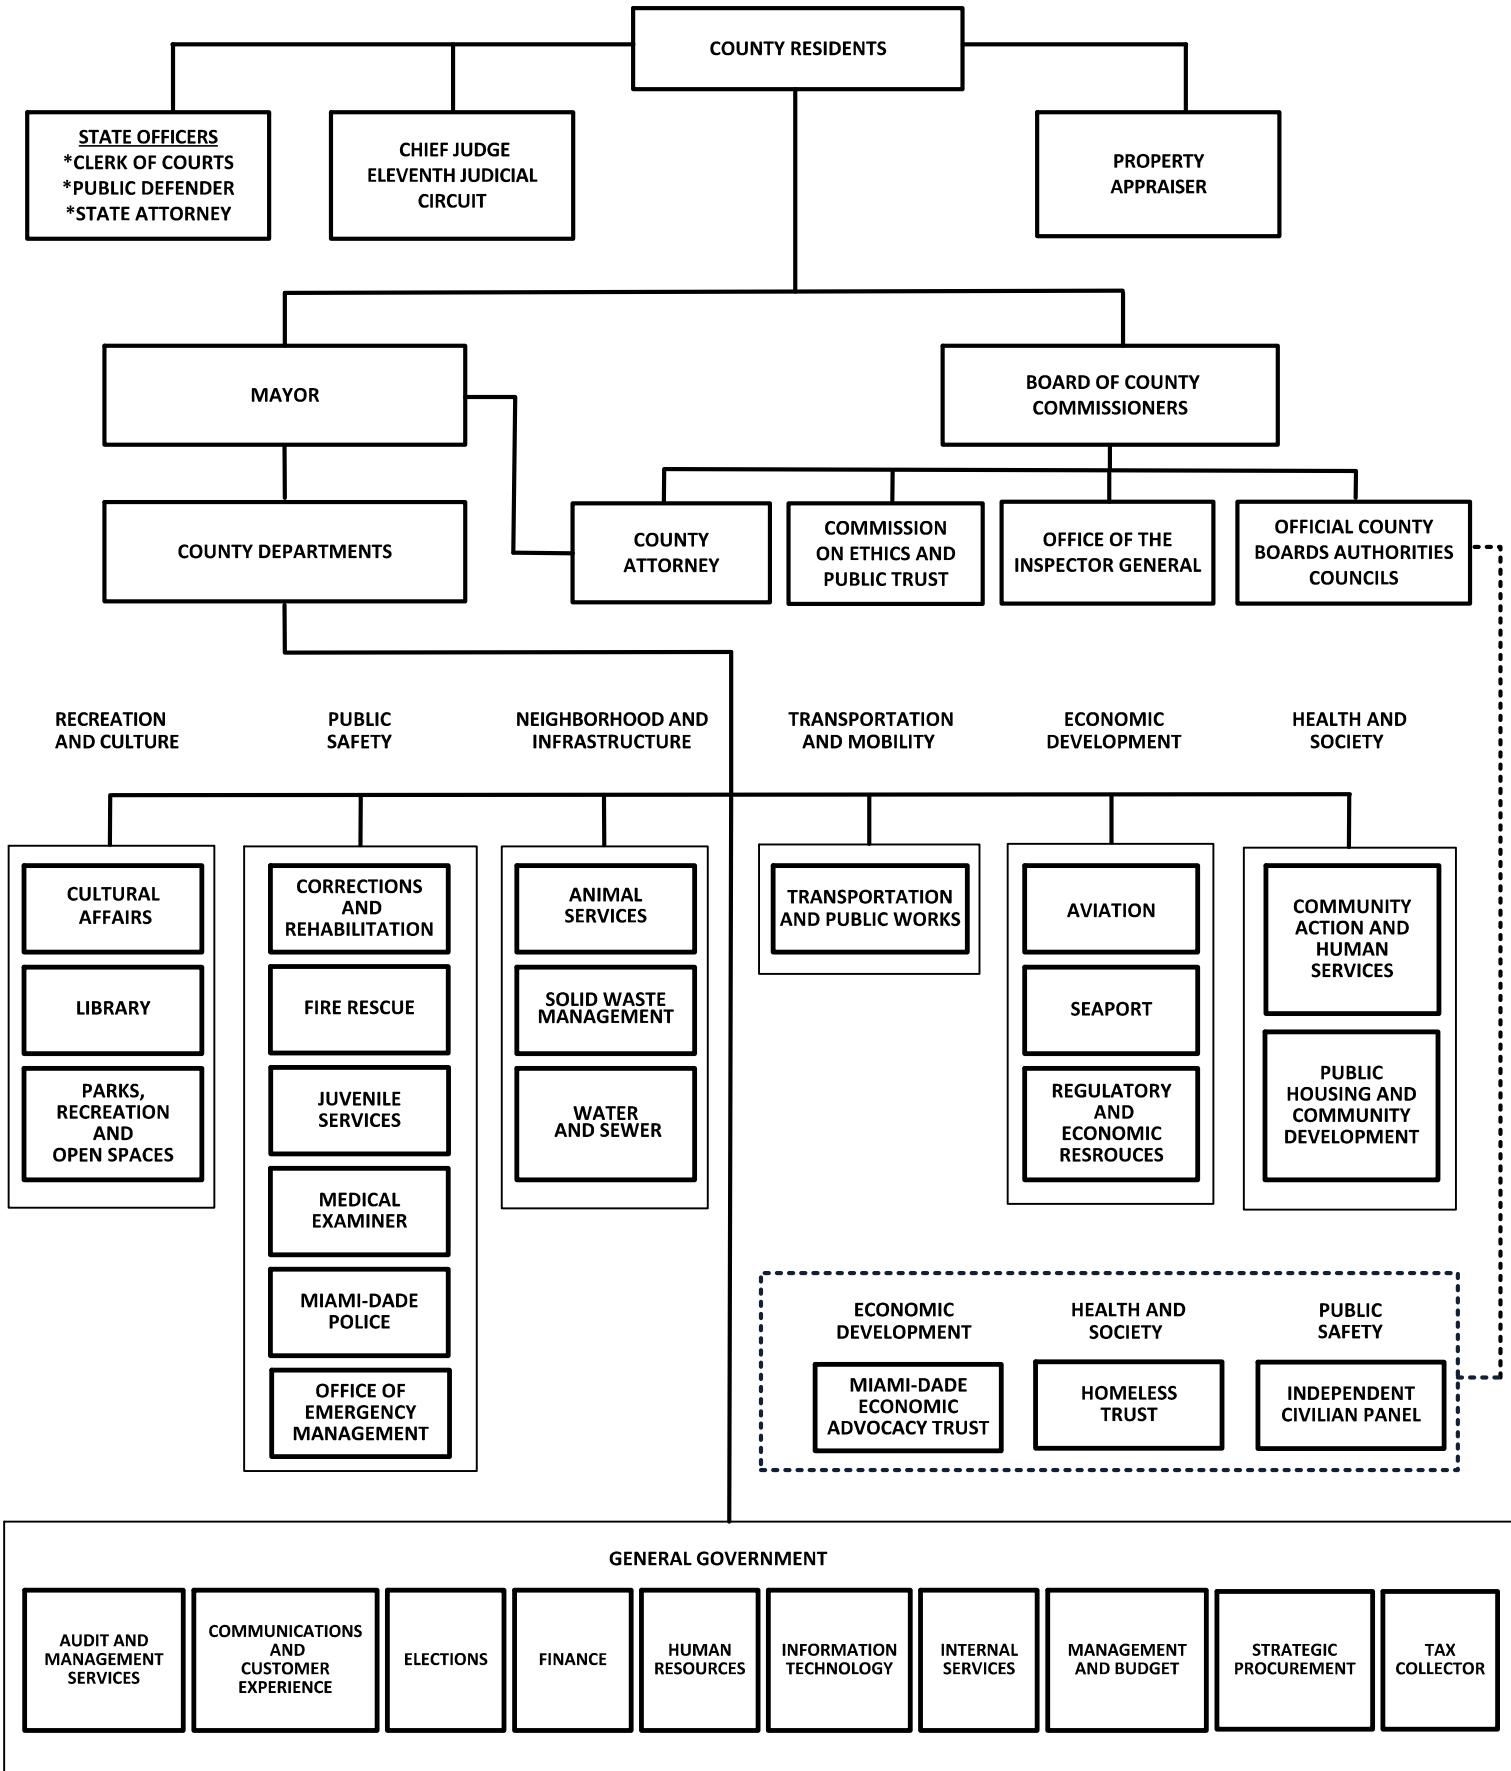 COUNTY RESIDENTS
STATE OFFICERS
*CLERK OF COURTS
*PUBLIC DEFENDER
*STATE ATTORNEY
CHIEF JUDGE
ELEVENTH JUDICIAL
CIRCUIT
PROPERTY
APPRAISER
MAYOR
BOARD OF COUNTY
COMMISSIONERS
COUNTY DEPARTMENTS
COUNTY
ATTORNEY
COMMISSION
ON ETHICS AND
PUBLIC TRUST
OFFICE OF THE
INSPECTOR GENERAL
OFFICIAL COUNTY
BOARDS AUTHORITIES
COUNCILS
RECREATION
AND CULTURE
PUBLIC
SAFETY
NEIGHBORHOOD AND
INFRASTRUCTURE
TRANSPORTATION
AND MOBILITY
ECONOMIC
DEVELOPMENT
HEALTH AND
SOCIETY
CULTURAL
AFFAIRS
LIBRARY
PARKS,
RECREATION
AND
OPEN SPACES
CORRECTIONS
AND
REHABILITATION
FIRE RESCUE
JUVENILE
SERVICES
MEDICAL
EXAMINER
MIAMI-DADE
POLICE
OFFICE OF
EMERGENCY
MANAGEMENT
ANIMAL
SERVICES
SOLID WASTE
MANAGEMENT
WATER
AND SEWER
TRANSPORTATION
AND PUBLIC WORKS
AVIATION
SEAPORT
REGULATORY
AND
ECONOMIC
RESROUCES
COMMUNITY
ACTION AND
HUMAN
SERVICES
PUBLIC
HOUSING AND
COMMUNITY
DEVELOPMENT
ECONOMIC
DEVELOPMENT
MIAMI-DADE
ECONOMIC
ADVOCACY TRUST
HEALTH AND
SOCIETY
HOMELESS
TRUST
PUBLIC
SAFETY
INDEPENDENT
CIVILIAN PANEL
GENERAL GOVERNMENT
AUDIT AND
MANAGEMENT
SERVICES
COMMUNICATIONS
AND
CUSTOMER
EXPERIENCE
ELECTIONS
FINANCE
HUMAN
RESOURCES
INFORMATION
TECHNOLOGY
INTERNAL
SERVICES
MANAGEMENT
AND BUDGET
STRATEGIC
PROCUREMENT
TAX
COLLECTOR